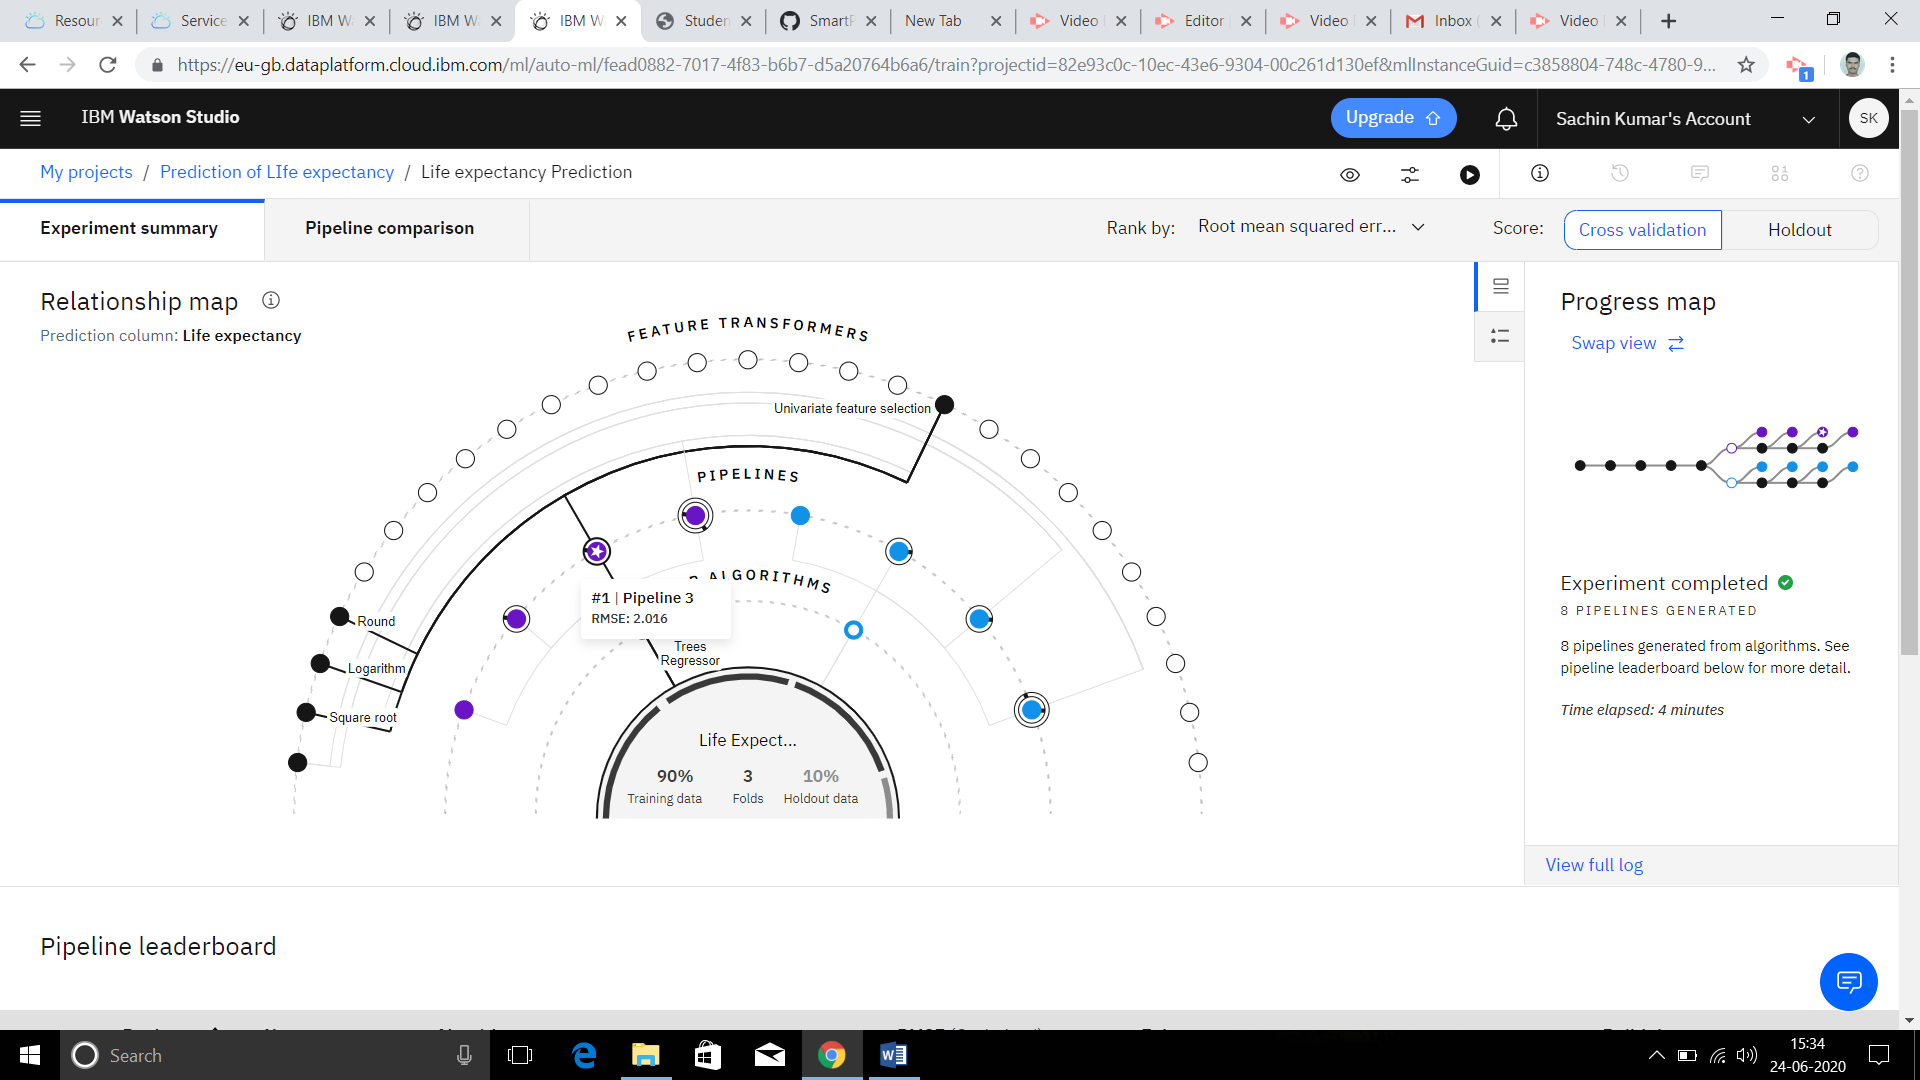 Resour
Service
IBM W
IBM W
IBM W
Studen
SmartP
New Tab
Video
Editor
Video
Inbox (
Video
https://eu-gb.dataplatform.cloud.ibm.com/ml/auto-ml/fead0882-7017-4f83-b6b7-d5a20764b6a6/train?projectid=82e93c0c-10ec-43e6-9304-00c261d130ef&mlInstanceGuid=c3858804-748c-4780-9...
1
IBM Watson Studio
Upgrade
Sachin Kumar's Account
SK
My projects / Prediction of LIfe expectancy / Life expectancy Prediction
Experiment summary
Pipeline comparison
Rank by: Root mean squared err...
Score: Cross validation Holdout
Relationship map
Prediction column: Life expectancy
FEATURE TRANSFORMERS
Univariate feature selection
PIPELINES
ALGORITHMS
#1 | Pipeline 3
RMSE: 2.016
Trees
Regressor
Round
Logarithm
Square root
Life Expect...
90% 3 10%
Training data Folds Holdout data
Progress map
Swap view
Experiment completed
8 PIPELINES GENERATED
8 pipelines generated from algorithms. See
pipeline leaderboard below for more detail.
Time elapsed: 4 minutes
View full log
Pipeline leaderboard
Search
15:34
24-06-2020